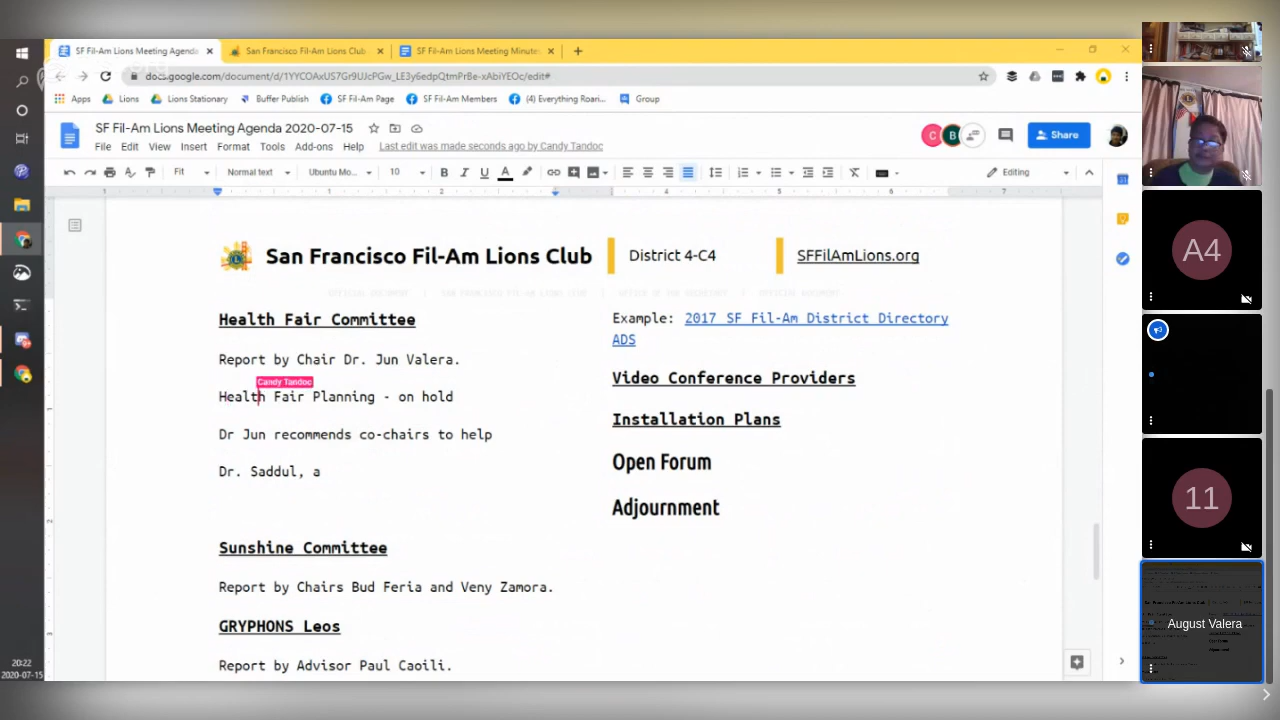 SF Fil-Am Lions Meeting Agenda
San Francisco Fil-Am Lions Club
SF Fil-Am Lions Meeting Minutes
docs.google.com/document/d/1YYCOAxUS7Gr9UJcPGw_LE3y6edpQtmPrBe-xAbiYEOc/edit#
Apps
Lions
Lions Stationary
Buffer Publish
SF Fil-Am Page
SF Fil-Am Members
(4) Everything Roari...
Group
SF Fil-Am Lions Meeting Agenda 2020-07-15
File Edit View Insert Format Tools Add-ons Help
Last edit was made seconds ago by Candy Tandoc
C
B
Share
Fit
Normal text
Ubuntu Mo...
10
B I U A
Editing
San Francisco Fil-Am Lions Club
District 4-C4
SFFilAmLions.org
Health Fair Committee
Report by Chair Dr. Jun Valera.
Candy Tandoc
Health Fair Planning - on hold
Dr Jun recommends co-chairs to help
Dr. Saddul, a
Sunshine Committee
Report by Chairs Bud Feria and Veny Zamora.
GRYPHONS Leos
Report by Advisor Paul Caoili.
Example: 2017 SF Fil-Am District Directory
ADS
Video Conference Providers
Installation Plans
Open Forum
Adjournment
A4
11
August Valera
20:22
2020-07-15